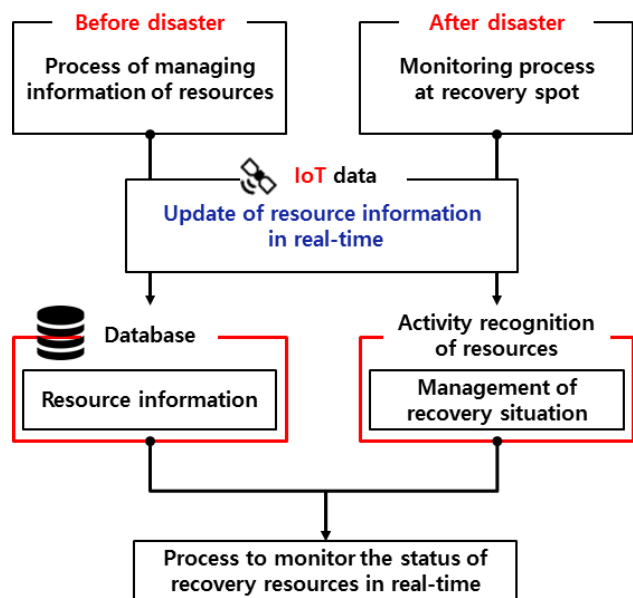 Before disaster
Process of managing
information of resources
After disaster
Monitoring process
at recovery spot
IoT data
Update of resource information
in real-time
Database
Resource information
Activity recognition
of resources
Management of
recovery situation
Process to monitor the status of
recovery resources in real-time